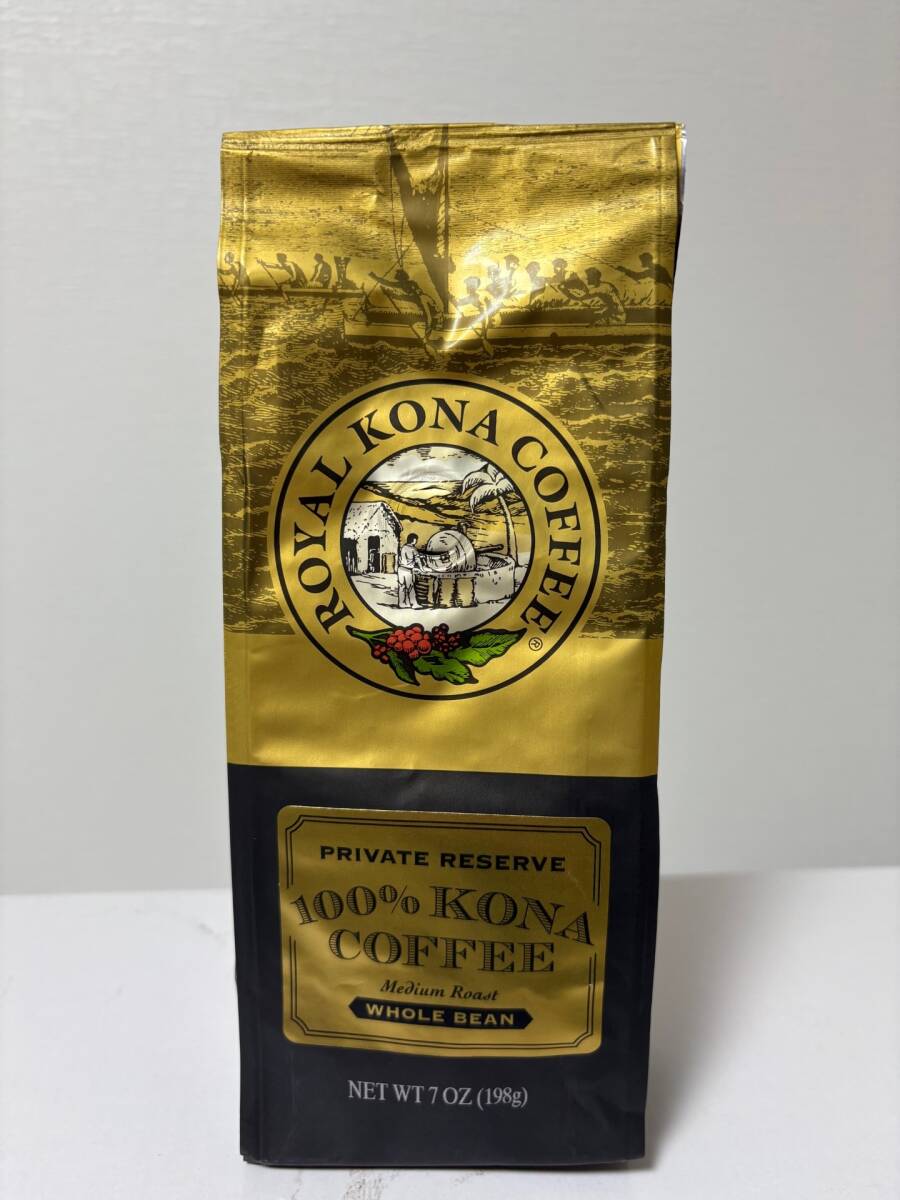 ROYAL KONA COFFEE ®
PRIVATE RESERVE
100% KONA
COFFEE
Medium Roast
WHOLE BEAN
NET WT 7 OZ (198g)